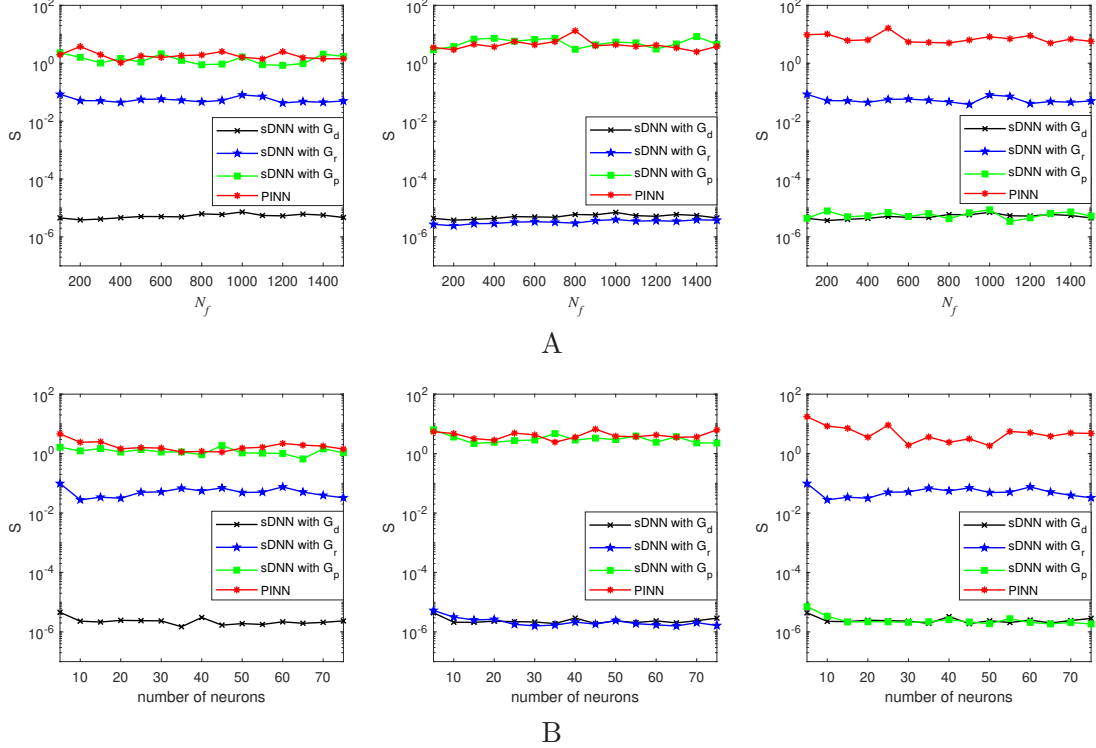 10^2
10^0
10^-2
10^-4
10^-6
S
sDNN with G_d
sDNN with G_r
sDNN with G_p
PINN
200 400 600 800 1000 1200 1400
N_f
10^2
10^0
10^-2
10^-4
10^-6
S
sDNN with G_d
sDNN with G_r
sDNN with G_p
PINN
200 400 600 800 1000 1200 1400
N_f
10^2
10^0
10^-2
10^-4
10^-6
S
sDNN with G_d
sDNN with G_r
sDNN with G_p
PINN
200 400 600 800 1000 1200 1400
N_f
A
10^2
10^0
10^-2
10^-4
10^-6
S
sDNN with G_d
sDNN with G_r
sDNN with G_p
PINN
10 20 30 40 50 60 70
number of neurons
10^2
10^0
10^-2
10^-4
10^-6
S
sDNN with G_d
sDNN with G_r
sDNN with G_p
PINN
10 20 30 40 50 60 70
number of neurons
10^2
10^0
10^-2
10^-4
10^-6
S
sDNN with G_d
sDNN with G_r
sDNN with G_p
PINN
10 20 30 40 50 60 70
number of neurons
B